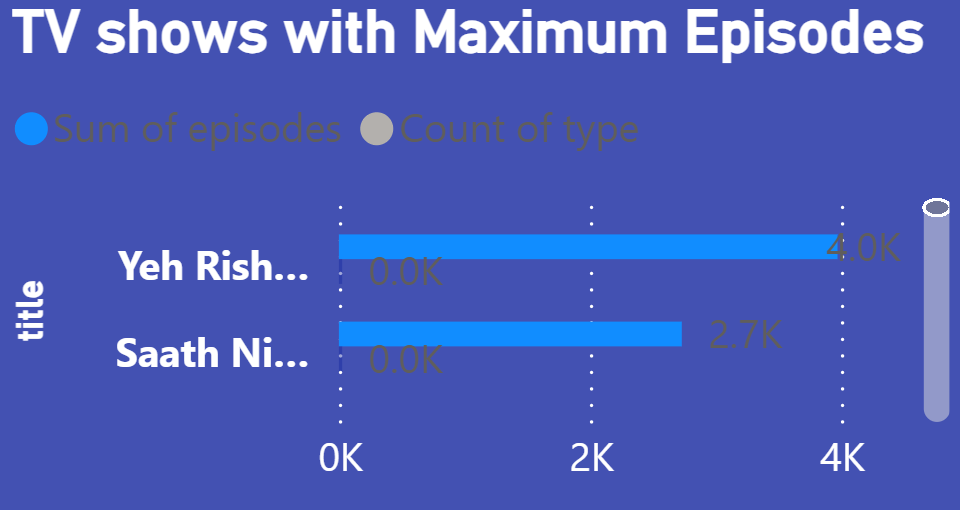 TV shows with Maximum Episodes
Sum of episodes Count of type
title
Yeh Rish...
4.0K
0.0K
Saath Ni...
2.7K
0.0K
0K 2K 4K